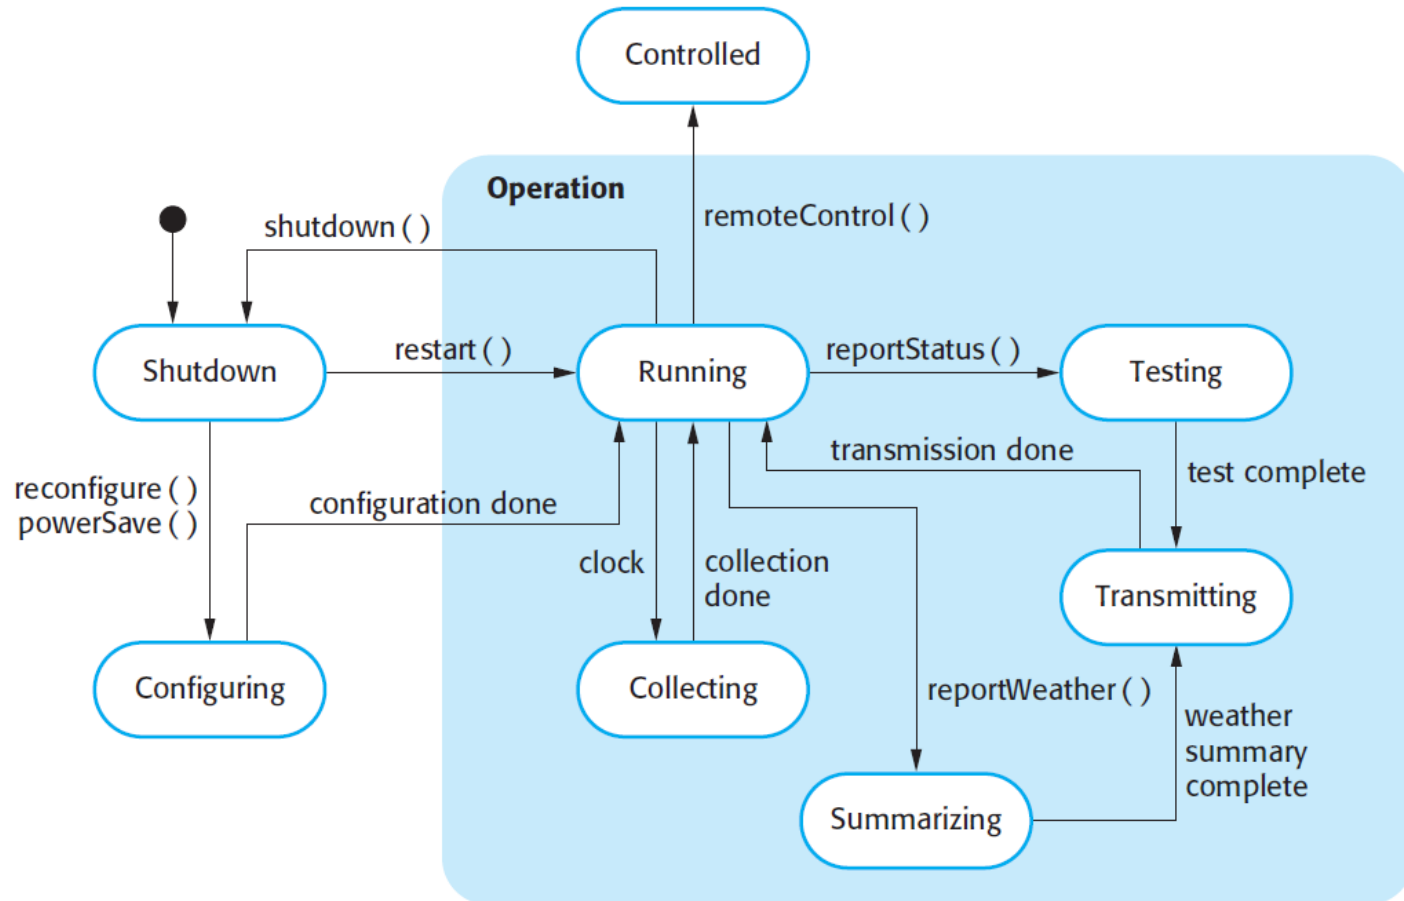 Controlled
Operation
remoteControl ( )
shutdown ( )
Shutdown
restart ( )
Running
reportStatus ( )
Testing
transmission done
test complete
reconfigure ( )
powerSave ( )
configuration done
clock
collection
done
Transmitting
Configuring
Collecting
reportWeather ( )
weather
summary
complete
Summarizing